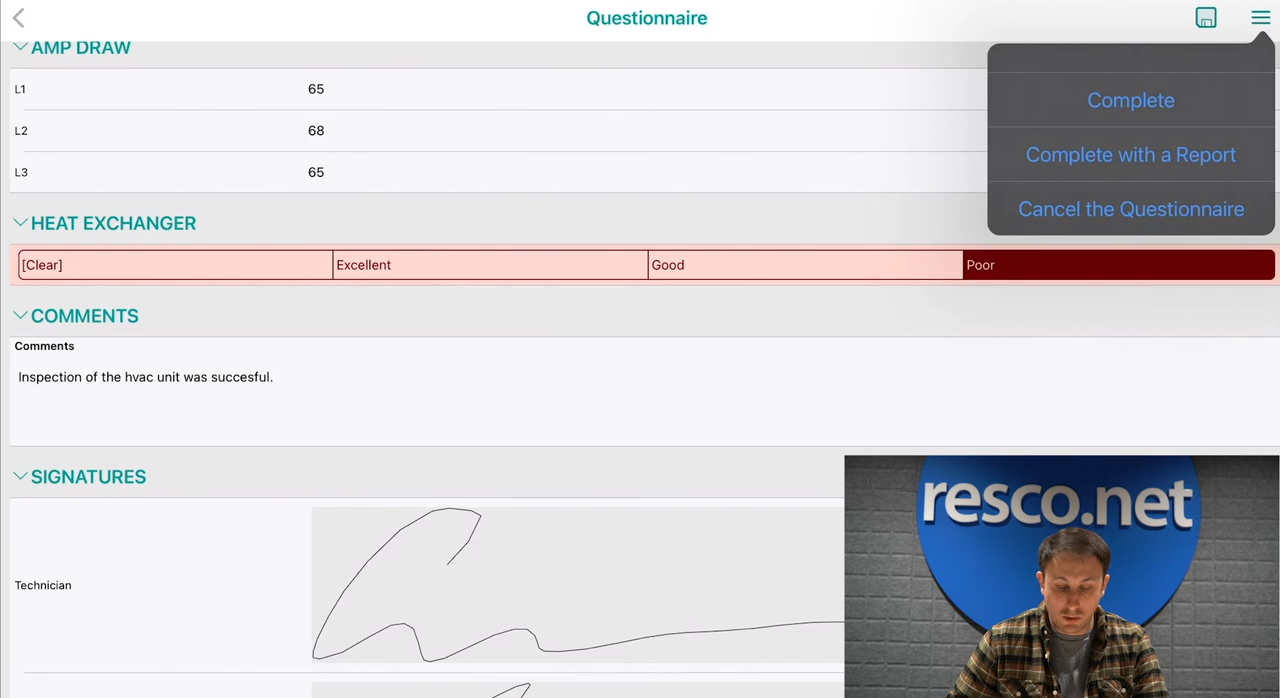 Questionnaire
AMP DRAW
L1 65
L2 68
L3 65
Complete
Complete with a Report
Cancel the Questionnaire
HEAT EXCHANGER
[Clear] Excellent Good Poor
COMMENTS
Comments
Inspection of the hvac unit was succesful.
SIGNATURES
Technician
resco.net